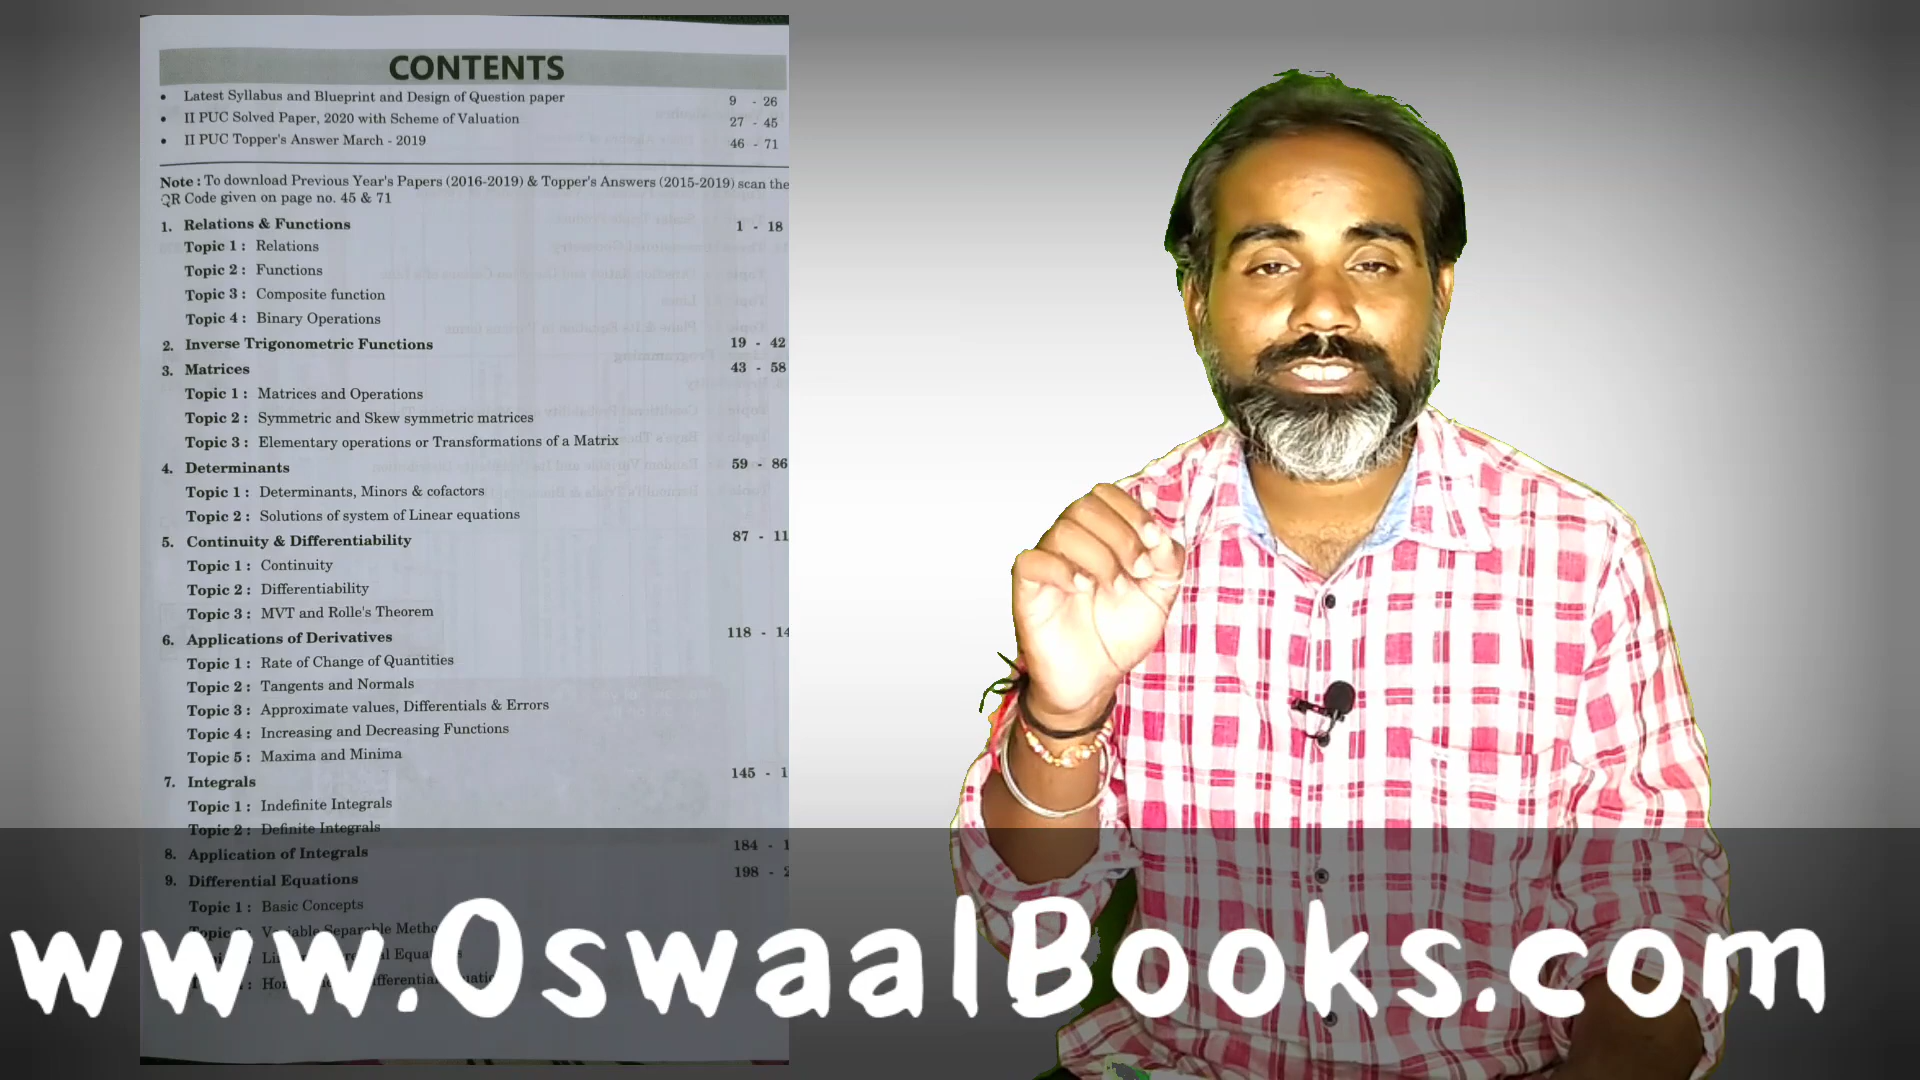 CONTENTS
• Latest Syllabus and Blueprint and Design of Question paper 9 - 26
• II PUC Solved Paper, 2020 with Scheme of Valuation 27 - 45
• II PUC Topper's Answer March - 2019 46 - 71
Note : To download Previous Year's Papers (2016-2019) & Topper's Answers (2015-2019) scan the
QR Code given on page no. 45 & 71
1. Relations & Functions 1 - 18
Topic 1 : Relations
Topic 2 : Functions
Topic 3 : Composite function
Topic 4 : Binary Operations
2. Inverse Trigonometric Functions 19 - 42
3. Matrices 43 - 58
Topic 1 : Matrices and Operations
Topic 2 : Symmetric and Skew symmetric matrices
Topic 3 : Elementary operations or Transformations of a Matrix
4. Determinants 59 - 86
Topic 1 : Determinants, Minors & cofactors
Topic 2 : Solutions of system of Linear equations
5. Continuity & Differentiability 87 - 11
Topic 1 : Continuity
Topic 2 : Differentiability
Topic 3 : MVT and Rolle's Theorem
6. Applications of Derivatives 118 - 14
Topic 1 : Rate of Change of Quantities
Topic 2 : Tangents and Normals
Topic 3 : Approximate values, Differentials & Errors
Topic 4 : Increasing and Decreasing Functions
Topic 5 : Maxima and Minima
7. Integrals 145 - 1
Topic 1 : Indefinite Integrals
Topic 2 : Definite Integrals
8. Application of Integrals 184 - 1
9. Differential Equations 198 - 2
Topic 1 : Basic Concepts
www.OswaalBooks.com